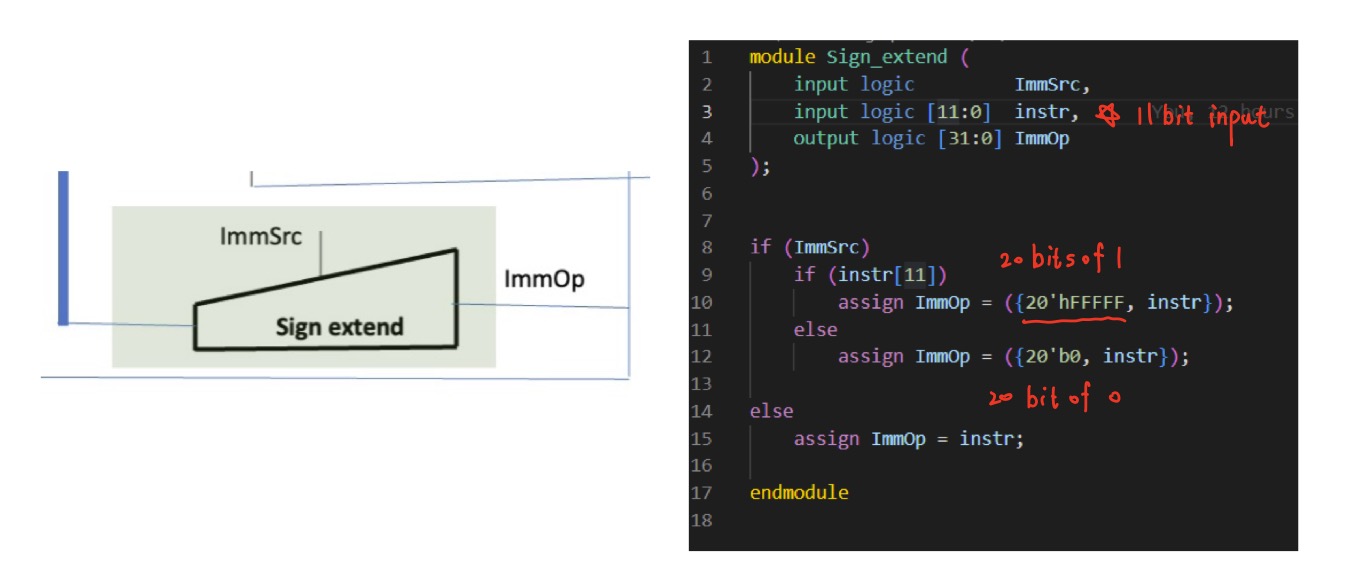 ImmSrc
ImmOp
Sign extend
1 module Sign_extend (
2 input logic ImmSrc,
3 input logic [11:0] instr, 11 bit input
4 output logic [31:0] ImmOp
5 );
6
7
8 if (ImmSrc)
20 bits of 1
9 if (instr[11])
10 assign ImmOp = ({20'hFFFFF, instr});
11 else
12 assign ImmOp = ({20'b0, instr});
13
20 bit of 0
14 else
15 assign ImmOp = instr;
16
17 endmodule
18